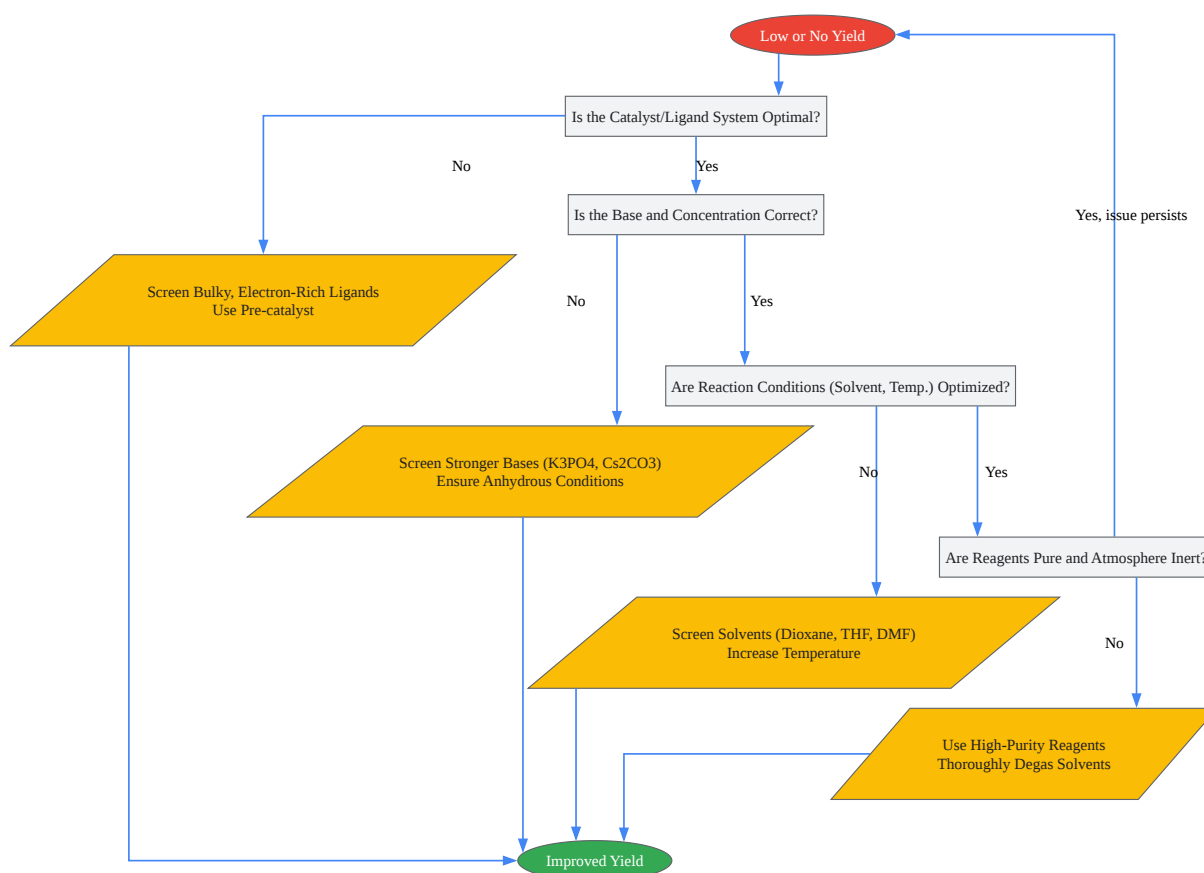 Low or No Yield
Is the Catalyst/Ligand System Optimal?
No
Yes
Is the Base and Concentration Correct?
Yes, issue persists
Screen Bulky, Electron-Rich Ligands
Use Pre-catalyst
No
Yes
Are Reaction Conditions (Solvent, Temp.) Optimized?
Screen Stronger Bases (K3PO4, Cs2CO3)
Ensure Anhydrous Conditions
No
Yes
Are Reagents Pure and Atmosphere Inert?
Screen Solvents (Dioxane, THF, DMF)
Increase Temperature
No
Use High-Purity Reagents
Thoroughly Degas Solvents
Improved Yield